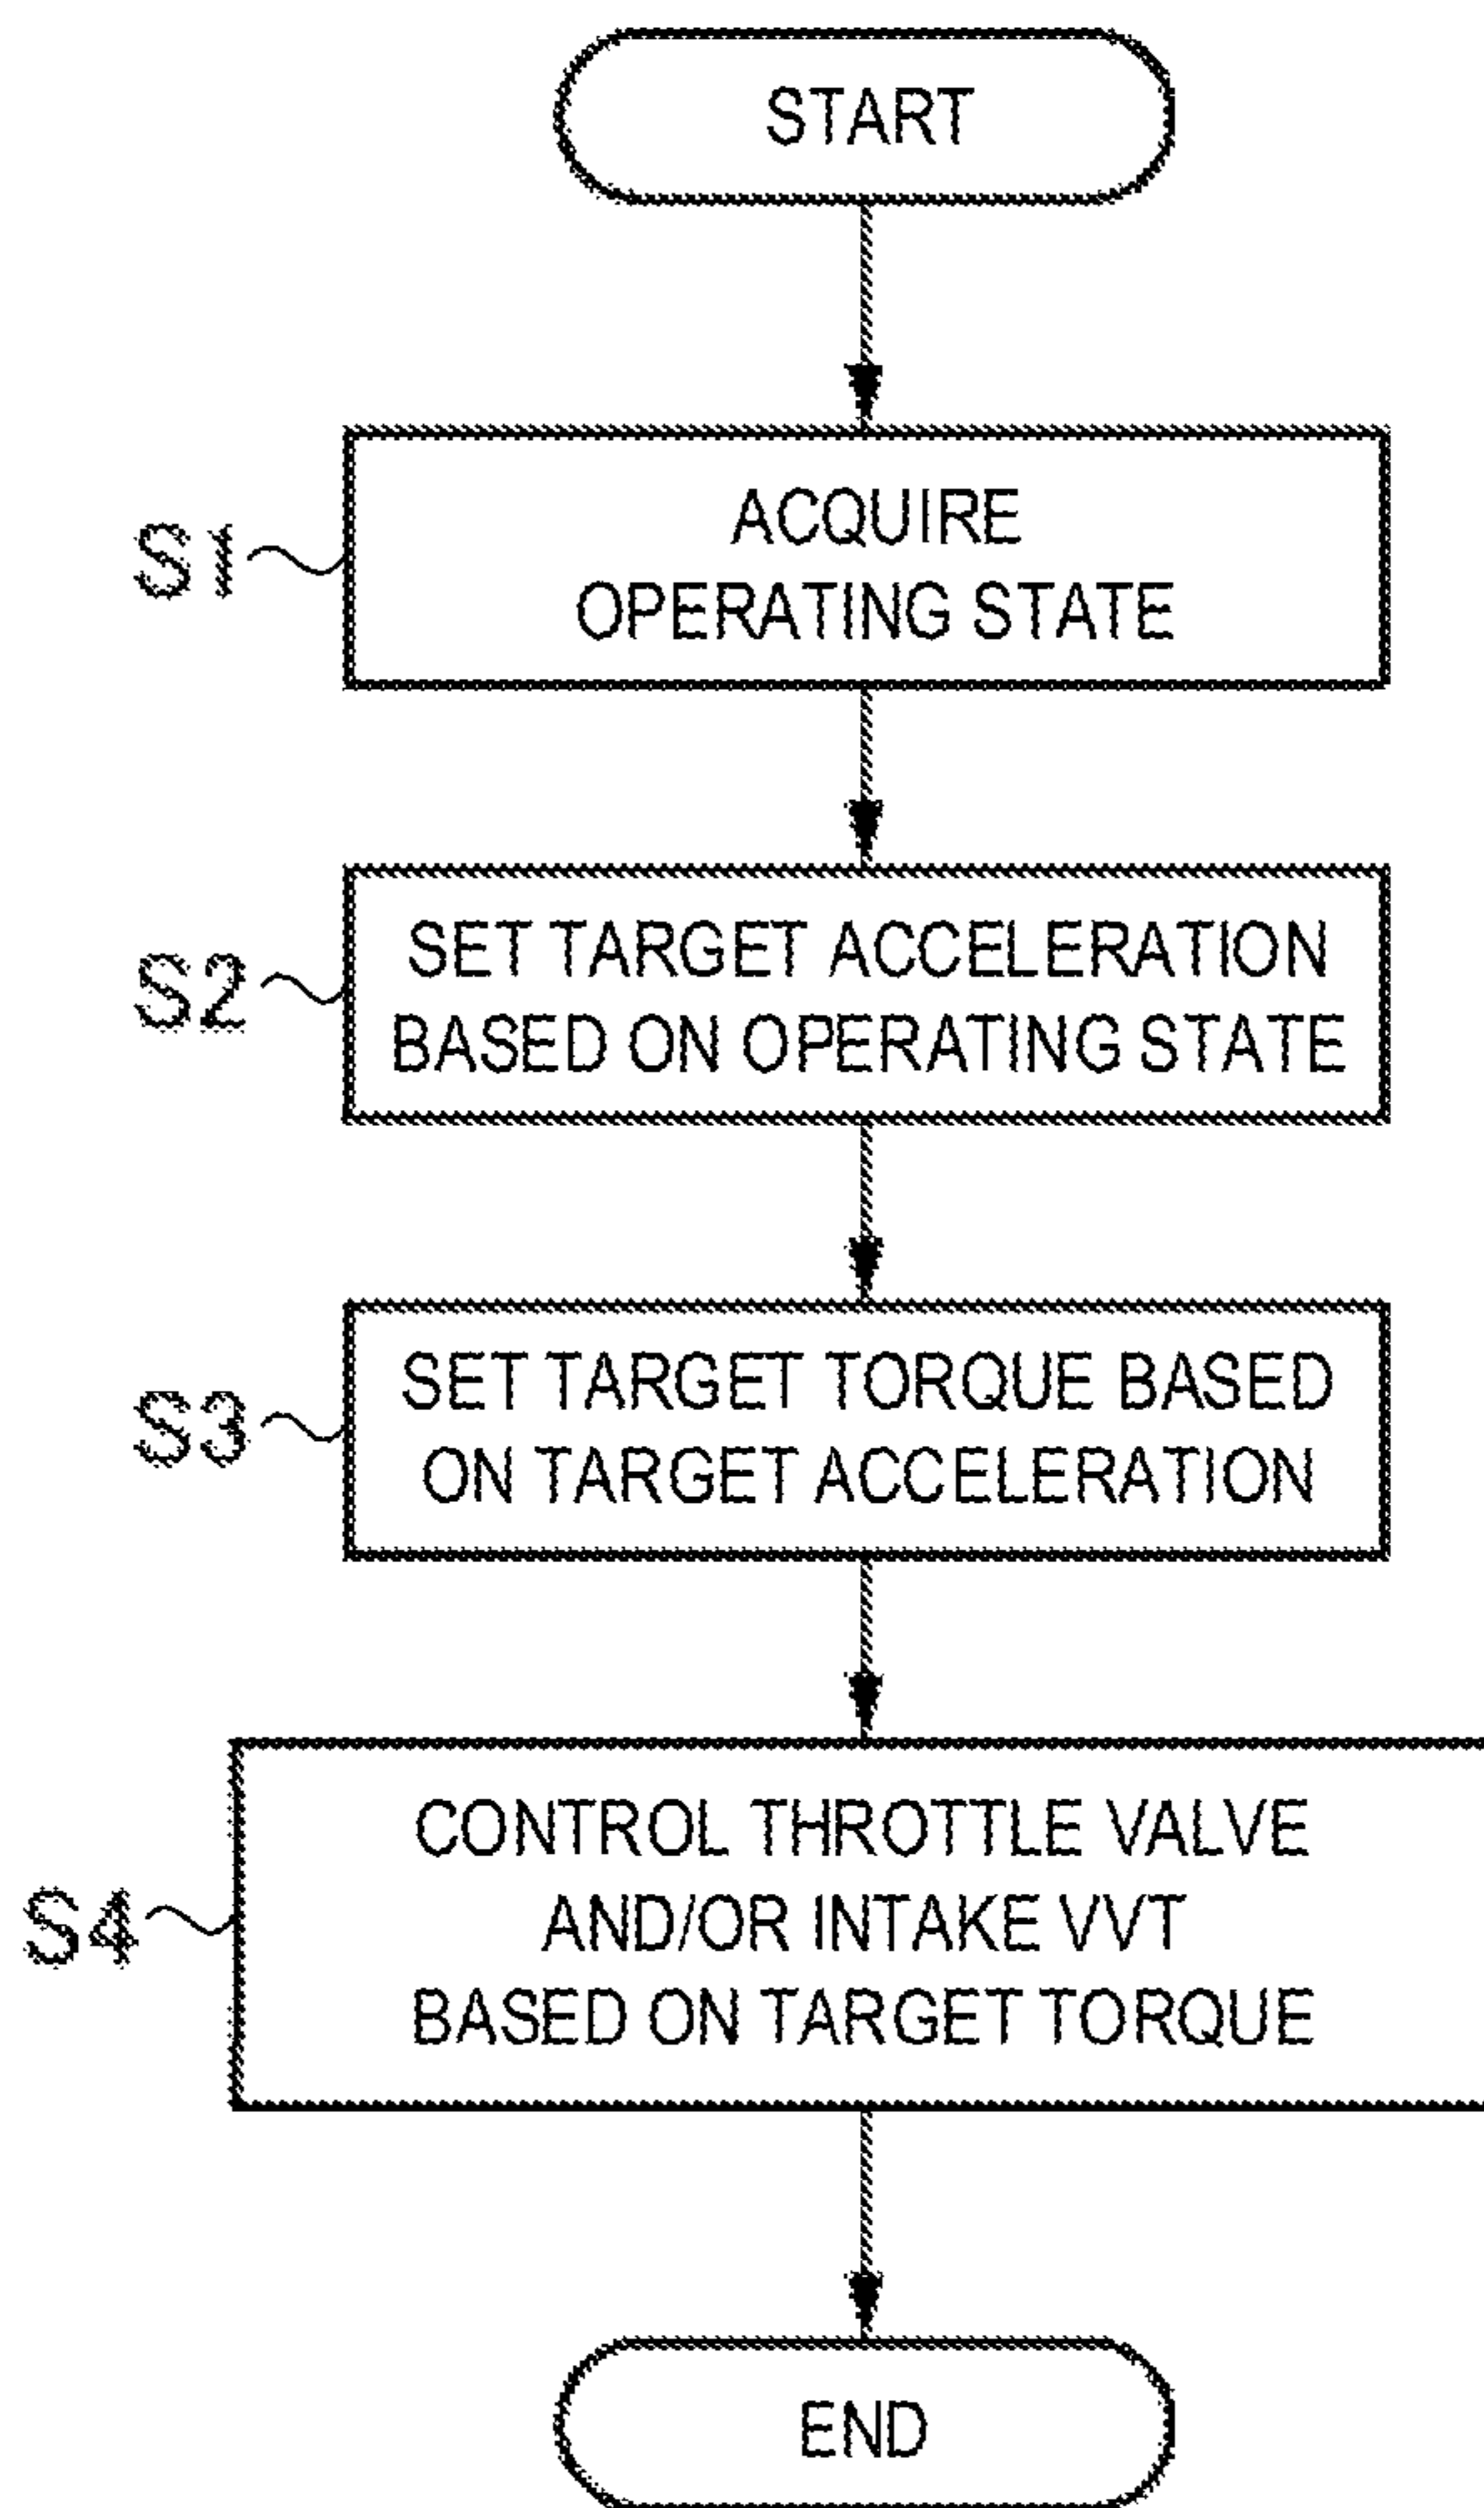 START
S1
ACQUIRE
OPERATING STATE
S2
SET TARGET ACCELERATION
BASED ON OPERATING STATE
S3
SET TARGET TORQUE BASED
ON TARGET ACCELERATION
S4
CONTROL THROTTLE VALVE
AND/OR INTAKE VVT
BASED ON TARGET TORQUE
END